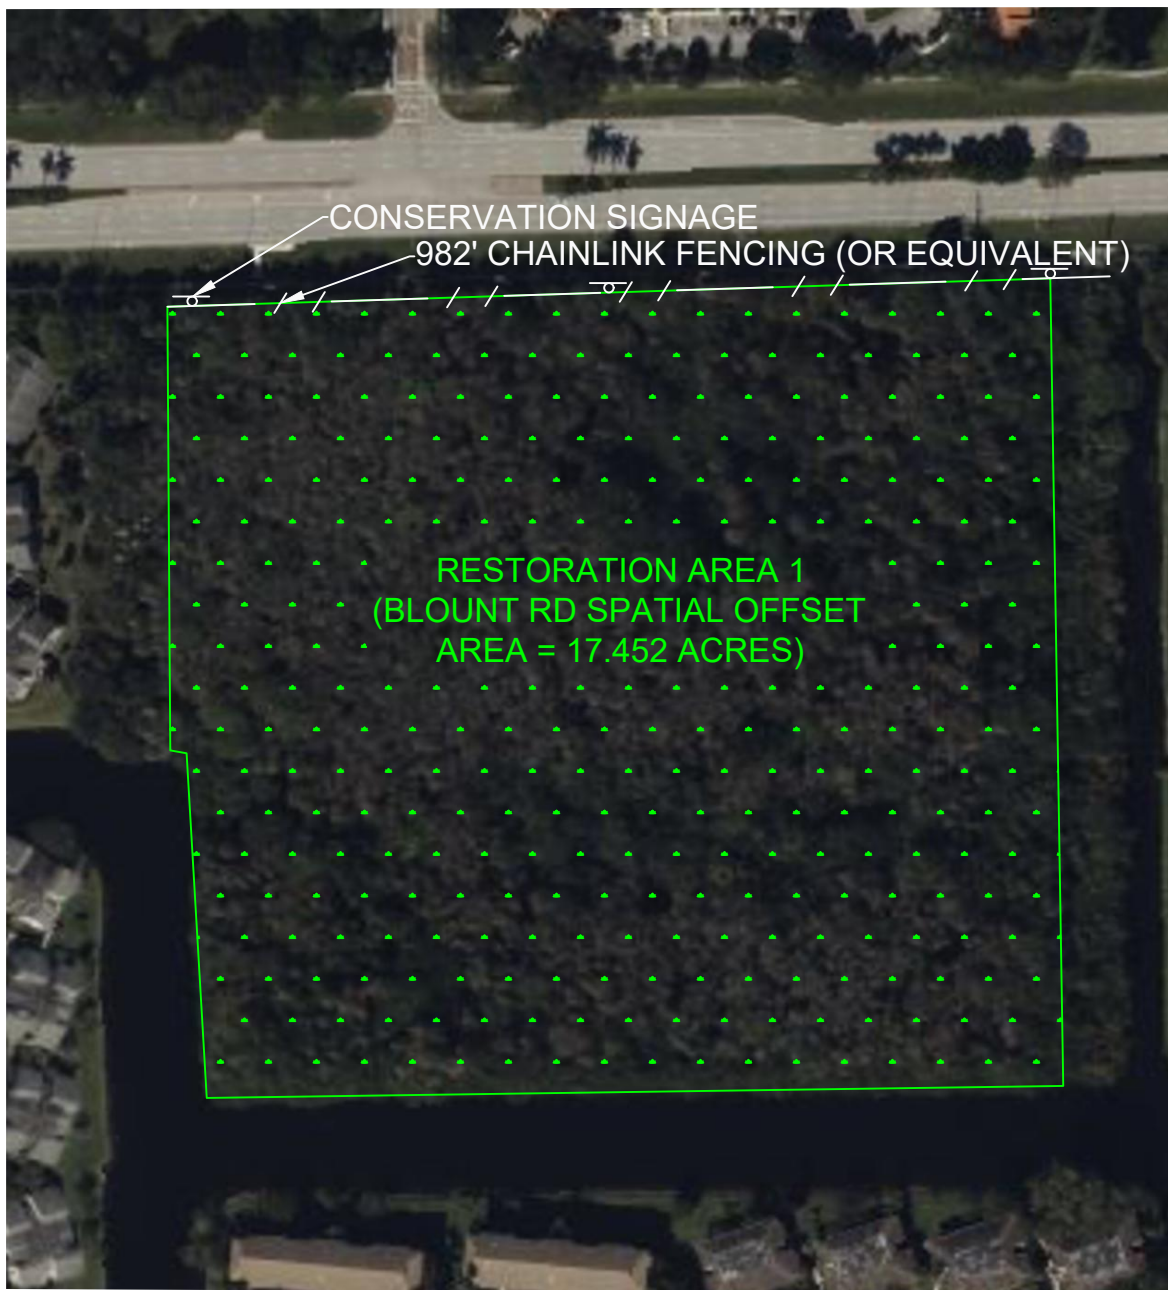 CONSERVATION SIGNAGE
982' CHAINLINK FENCING (OR EQUIVALENT)
RESTORATION AREA 1
(BLOUNT RD SPATIAL OFFSET
AREA = 17.452 ACRES)